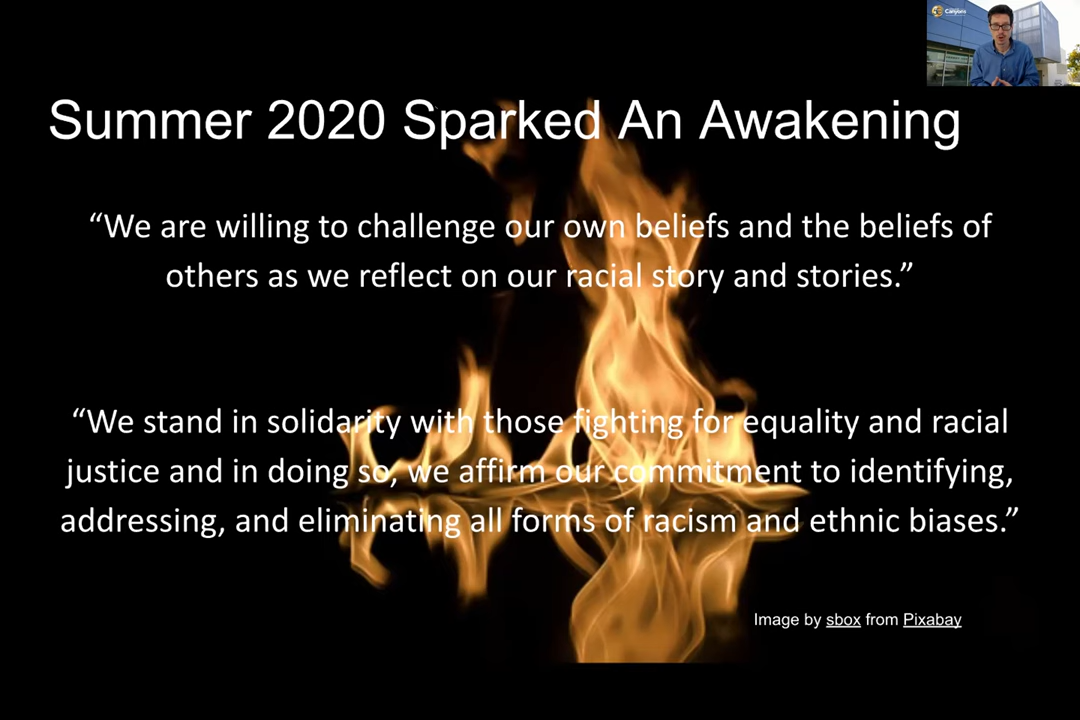 Canyons
Summer 2020 Sparked An Awakening
“We are willing to challenge our own beliefs and the beliefs of
others as we reflect on our racial story and stories.”
“We stand in solidarity with those fighting for equality and racial
justice and in doing so, we affirm our commitment to identifying,
addressing, and eliminating all forms of racism and ethnic biases.”
Image by sbox from Pixabay